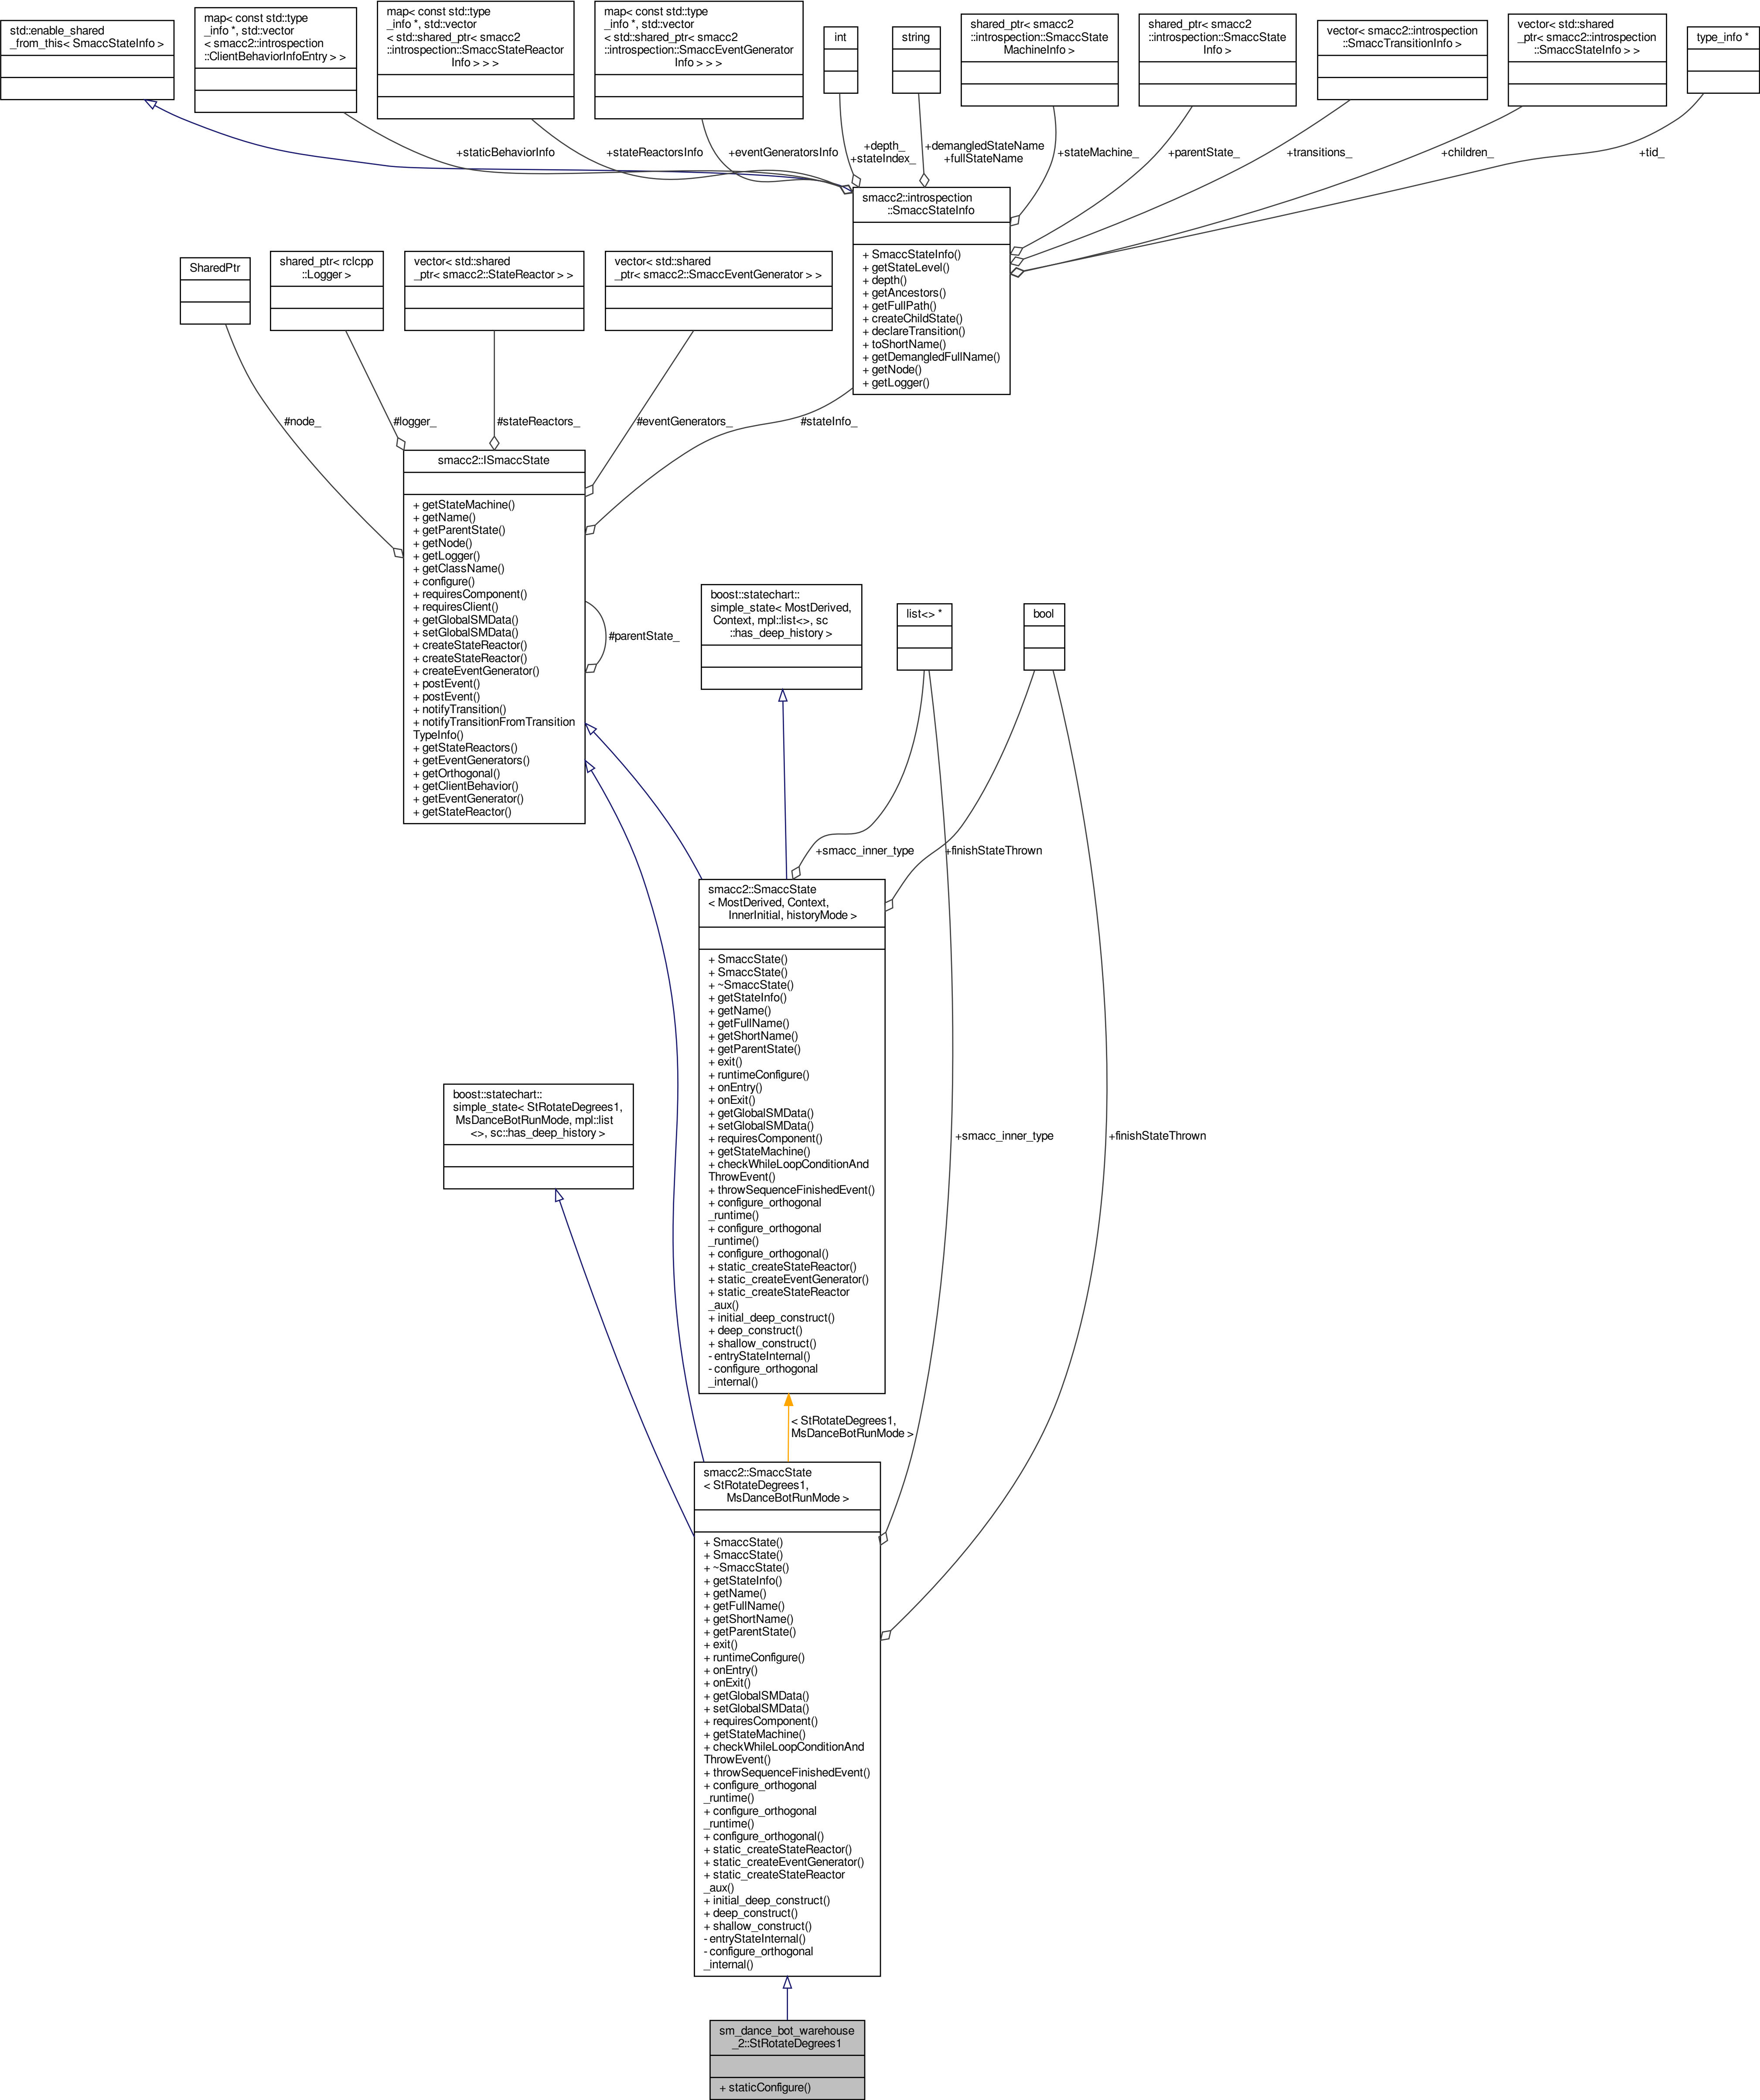 std::enable_shared
_from_this< SmaccStateInfo >
map< const std::type
_info *, std::vector
< smacc2::introspection
::ClientBehaviorInfoEntry > >
map< const std::type
_info *, std::vector
< std::shared_ptr< smacc2
::introspection::SmaccStateReactor
Info > > >
map< const std::type
_info *, std::vector
< std::shared_ptr< smacc2
::introspection::SmaccEventGenerator
Info > > >
int
string
shared_ptr< smacc2
::introspection::SmaccState
MachineInfo >
shared_ptr< smacc2
::introspection::SmaccState
Info >
vector< smacc2::introspection
::SmaccTransitionInfo >
vector< std::shared
_ptr< smacc2::introspection
::SmaccStateInfo > >
type_info *
+staticBehaviorInfo
+stateReactorsInfo
+eventGeneratorsInfo
+depth_
+stateIndex_
+demangledStateName
+fullStateName
+stateMachine_
+parentState_
+transitions_
+children_
+tid_
smacc2::introspection
::SmaccStateInfo
+ SmaccStateInfo()
+ getStateLevel()
+ depth()
+ getAncestors()
+ getFullPath()
+ createChildState()
+ declareTransition()
+ toShortName()
+ getDemangledFullName()
+ getNode()
+ getLogger()
SharedPtr
shared_ptr< rclcpp
::Logger >
vector< std::shared
_ptr< smacc2::StateReactor > >
vector< std::shared
_ptr< smacc2::SmaccEventGenerator > >
#node_
#logger_
#stateReactors_
#eventGenerators_
#stateInfo_
smacc2::ISmaccState
+ getStateMachine()
+ getName()
+ getParentState()
+ getNode()
+ getLogger()
+ getClassName()
+ configure()
+ requiresComponent()
+ requiresClient()
+ getGlobalSMData()
+ setGlobalSMData()
+ createStateReactor()
+ createStateReactor()
+ createEventGenerator()
+ postEvent()
+ postEvent()
+ notifyTransition()
+ notifyTransitionFromTransition
TypeInfo()
+ getStateReactors()
+ getEventGenerators()
+ getOrthogonal()
+ getClientBehavior()
+ getEventGenerator()
+ getStateReactor()
#parentState_
boost::statechart::
simple_state< MostDerived,
Context, mpl::list<>, sc
::has_deep_history >
list<> *
bool
+smacc_inner_type
+finishStateThrown
smacc2::SmaccState
< MostDerived, Context,
InnerInitial, historyMode >
+ SmaccState()
+ SmaccState()
+ ~SmaccState()
+ getStateInfo()
+ getName()
+ getFullName()
+ getShortName()
+ getParentState()
+ exit()
+ runtimeConfigure()
+ onEntry()
+ onExit()
+ getGlobalSMData()
+ setGlobalSMData()
+ requiresComponent()
+ getStateMachine()
+ checkWhileLoopConditionAnd
ThrowEvent()
+ throwSequenceFinishedEvent()
+ configure_orthogonal
_runtime()
+ configure_orthogonal
_runtime()
+ configure_orthogonal()
+ static_createStateReactor()
+ static_createEventGenerator()
+ static_createStateReactor
_aux()
+ initial_deep_construct()
+ deep_construct()
+ shallow_construct()
- entryStateInternal()
- configure_orthogonal
_internal()
boost::statechart::
simple_state< StRotateDegrees1,
MsDanceBotRunMode, mpl::list
<>, sc::has_deep_history >
+smacc_inner_type
+finishStateThrown
< StRotateDegrees1,
MsDanceBotRunMode >
smacc2::SmaccState
< StRotateDegrees1,
MsDanceBotRunMode >
+ SmaccState()
+ SmaccState()
+ ~SmaccState()
+ getStateInfo()
+ getName()
+ getFullName()
+ getShortName()
+ getParentState()
+ exit()
+ runtimeConfigure()
+ onEntry()
+ onExit()
+ getGlobalSMData()
+ setGlobalSMData()
+ requiresComponent()
+ getStateMachine()
+ checkWhileLoopConditionAnd
ThrowEvent()
+ throwSequenceFinishedEvent()
+ configure_orthogonal
_runtime()
+ configure_orthogonal
_runtime()
+ configure_orthogonal()
+ static_createStateReactor()
+ static_createEventGenerator()
+ static_createStateReactor
_aux()
+ initial_deep_construct()
+ deep_construct()
+ shallow_construct()
- entryStateInternal()
- configure_orthogonal
_internal()
sm_dance_bot_warehouse
_2::StRotateDegrees1
+ staticConfigure()